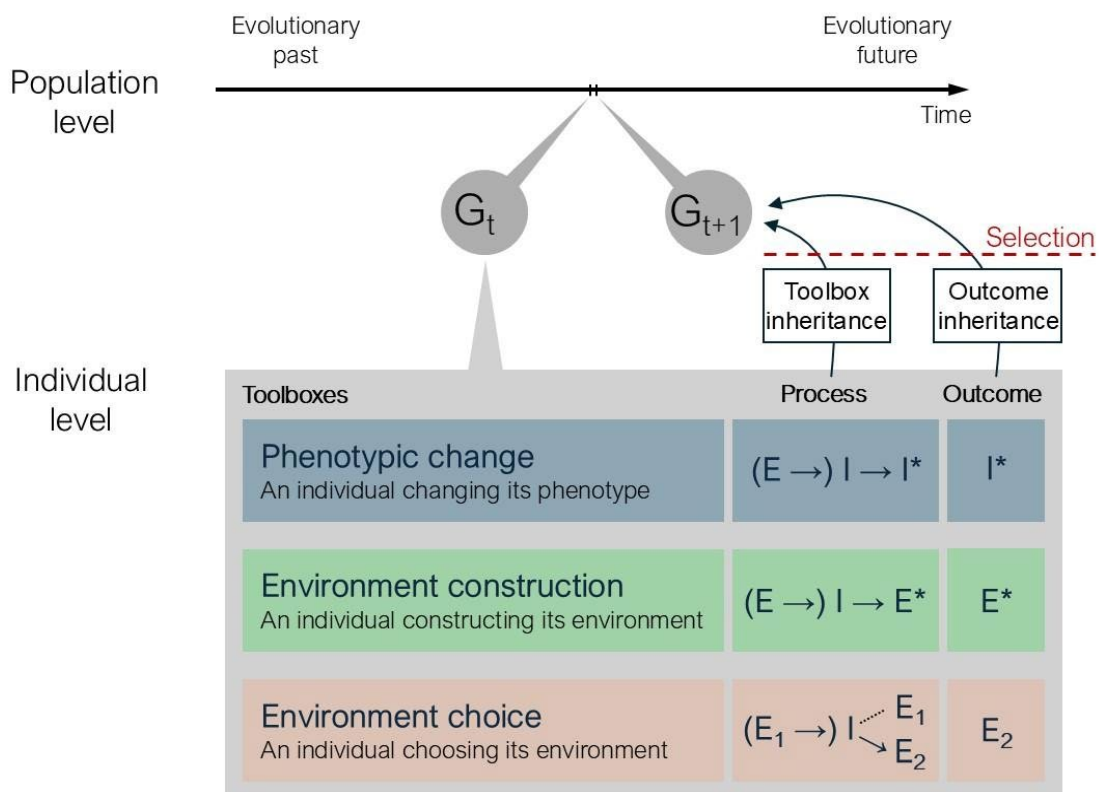 Evolutionary
past
Evolutionary
future
Population
level
Time
G_t
G_t+1
Selection
Toolbox
inheritance
Outcome
inheritance
Individual
level
Toolboxes
Process
Outcome
Phenotypic change
An individual changing its phenotype
(E →) I → I*
I*
Environment construction
An individual constructing its environment
(E →) I → E*
E*
Environment choice
An individual choosing its environment
(E₁ →) I
E₁
E₂
E₂